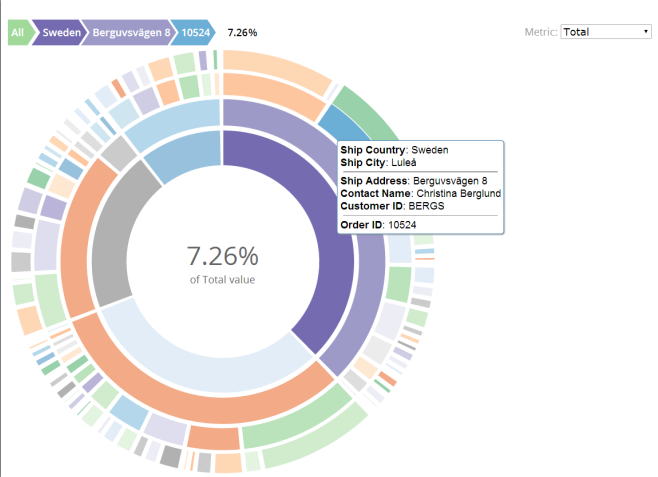 All Sweden Berguvsvägen 8 10524 7.26% Metric: Total
Ship Country: Sweden
Ship City: Luleå
Ship Address: Berguvsvägen 8
Contact Name: Christina Berglund
Customer ID: BERGS
Order ID: 10524
7.26%
of Total value